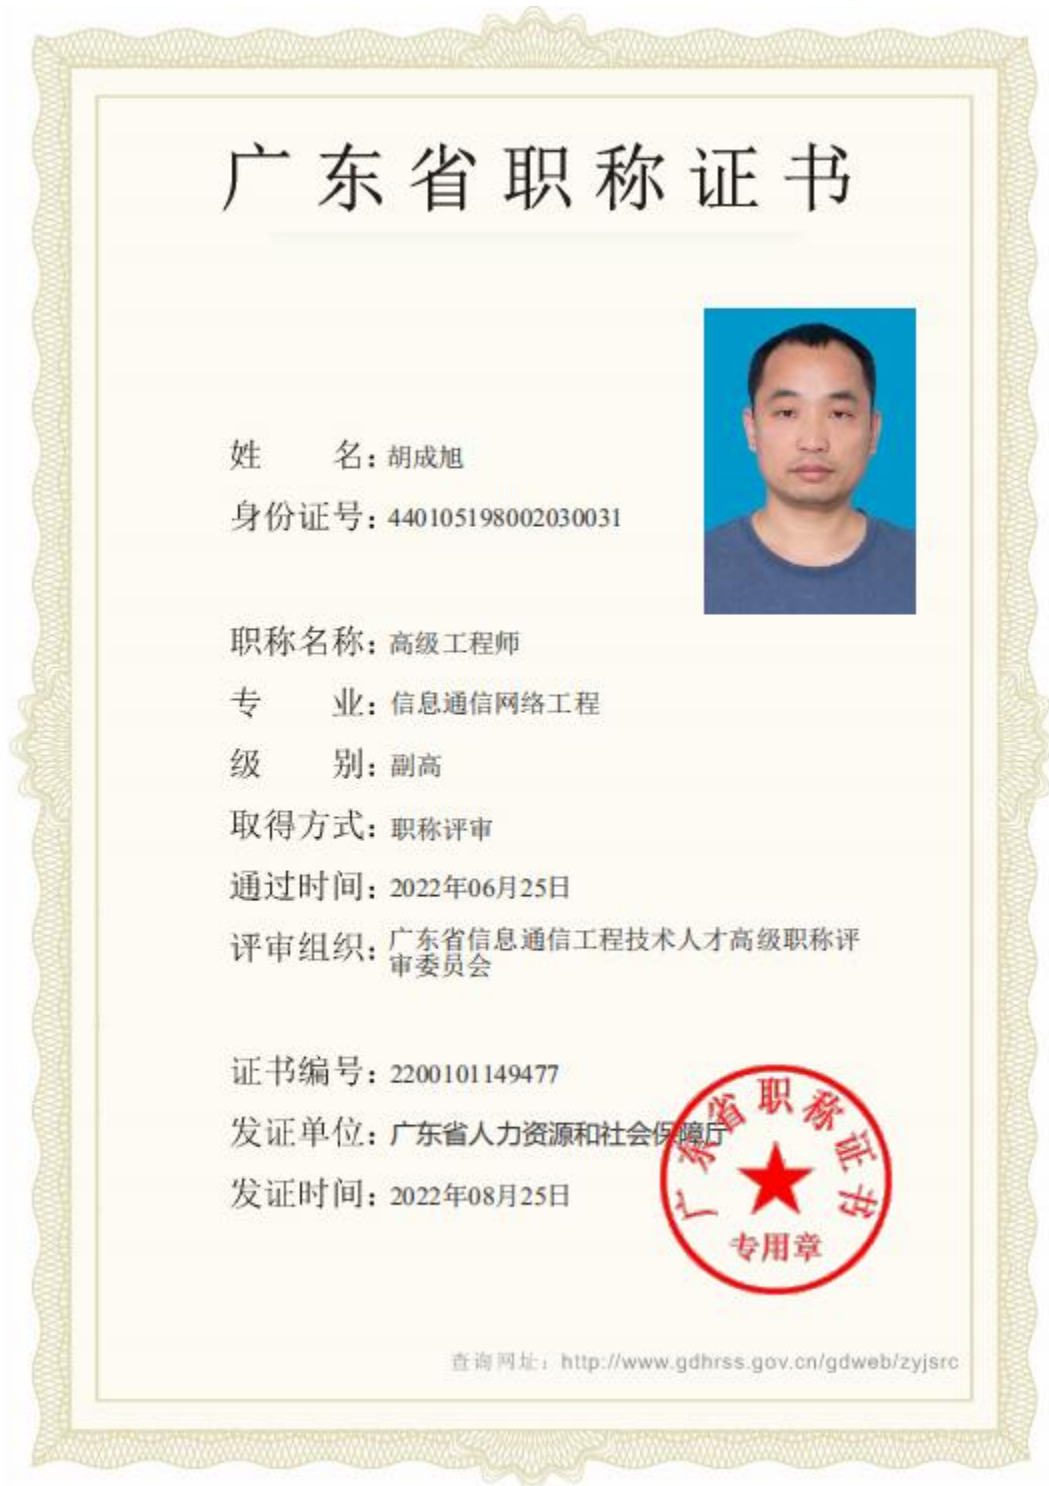 广东省职称证书
姓名：胡成旭
身份证号：440105198002030031
职称名称：高级工程师
专业：信息通信网络工程
级别：副高
取得方式：职称评审
通过时间：2022年06月25日
评审组织：广东省信息通信工程技术人才高级职称评
审委员会
证书编号：2200101149477
发证单位：广东省人力资源和社会保障厅
发证时间：2022年08月25日
广东省职称证书
专用章
查询网址：http://www.gdhrss.gov.cn/gdweb/zyjsrc